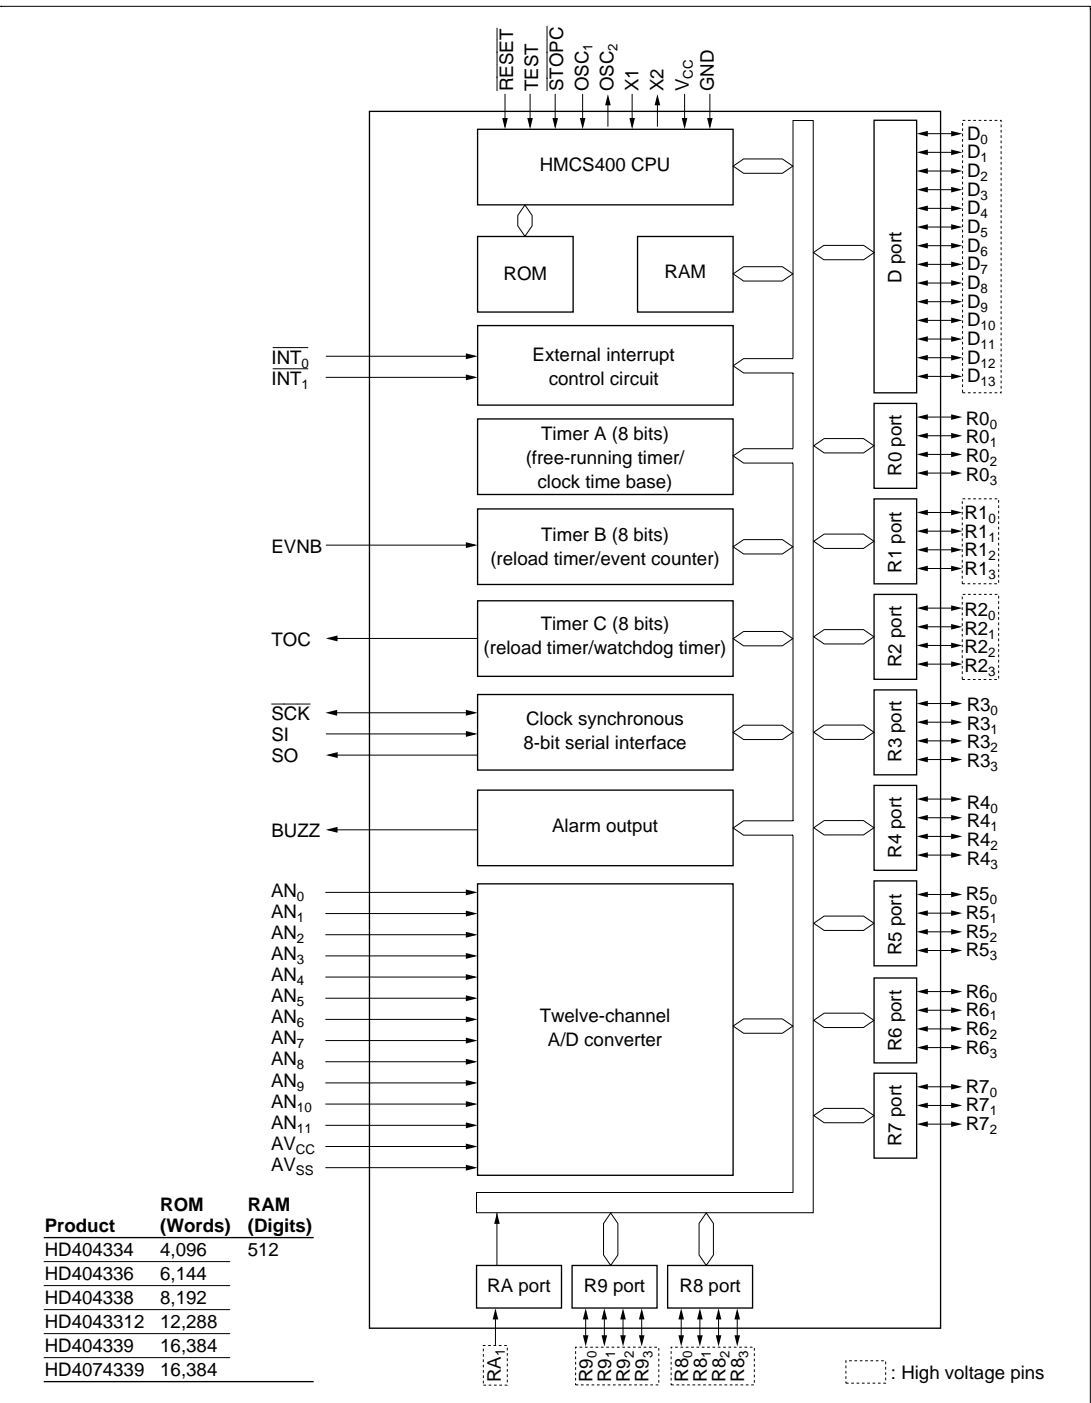 RESET
TEST
STOPC
OSC₁
OSC₂
X1
X2
V_CC
GND
HMCS400 CPU
ROM
RAM
External interrupt
control circuit
INT₀
INT₁
Timer A (8 bits)
(free-running timer/
clock time base)
EVNB
Timer B (8 bits)
(reload timer/event counter)
TOC
Timer C (8 bits)
(reload timer/watchdog timer)
SCK
SI
SO
Clock synchronous
8-bit serial interface
BUZZ
Alarm output
AN₀
AN₁
AN₂
AN₃
AN₄
AN₅
AN₆
AN₇
AN₈
AN₉
AN₁₀
AN₁₁
AV_CC
AV_SS
Twelve-channel
A/D converter
D port
D₀
D₁
D₂
D₃
D₄
D₅
D₆
D₇
D₈
D₉
D₁₀
D₁₁
D₁₂
D₁₃
R0 port
R0₀
R0₁
R0₂
R0₃
R1 port
R1₀
R1₁
R1₂
R1₃
R2 port
R2₀
R2₁
R2₂
R2₃
R3 port
R3₀
R3₁
R3₂
R3₃
R4 port
R4₀
R4₁
R4₂
R4₃
R5 port
R5₀
R5₁
R5₂
R5₃
R6 port
R6₀
R6₁
R6₂
R6₃
R7 port
R7₀
R7₁
R7₂
RA port
R9 port
R8 port
RA₁
R9₀
R9₁
R9₂
R9₃
R8₀
R8₁
R8₂
R8₃
ROM RAM
Product (Words) (Digits)
HD404334 4,096 512
HD404336 6,144
HD404338 8,192
HD4043312 12,288
HD404339 16,384
HD4074339 16,384
: High voltage pins